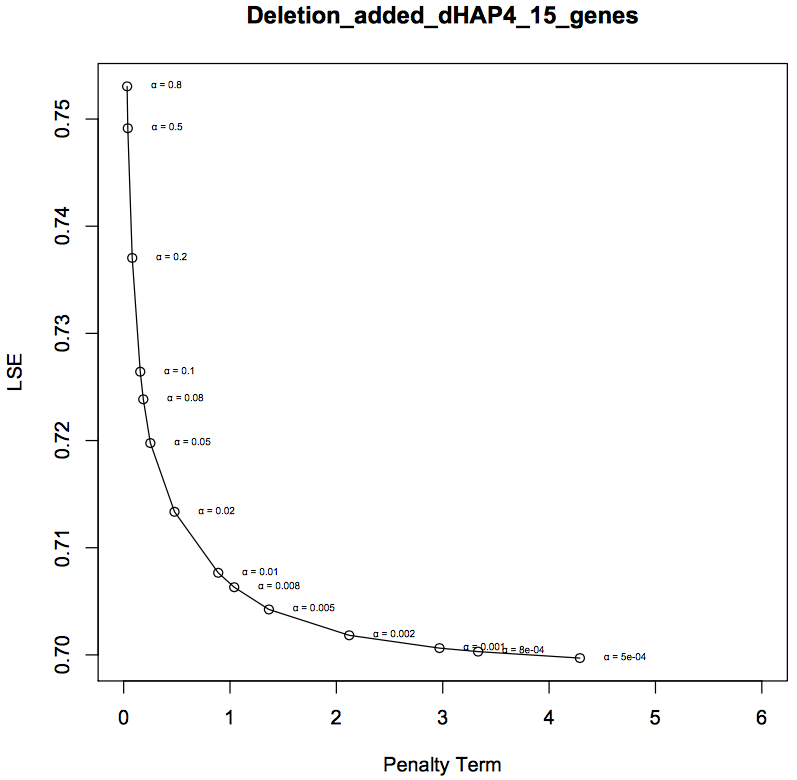 Deletion_added_dHAP4_15_genes
LSE
0.75
0.74
0.73
0.72
0.71
0.70
α = 0.8
α = 0.5
α = 0.2
α = 0.1
α = 0.08
α = 0.05
α = 0.02
α = 0.01
α = 0.008
α = 0.005
α = 0.002
α = 0.001
α = 8e-04
α = 5e-04
0 1 2 3 4 5 6
Penalty Term